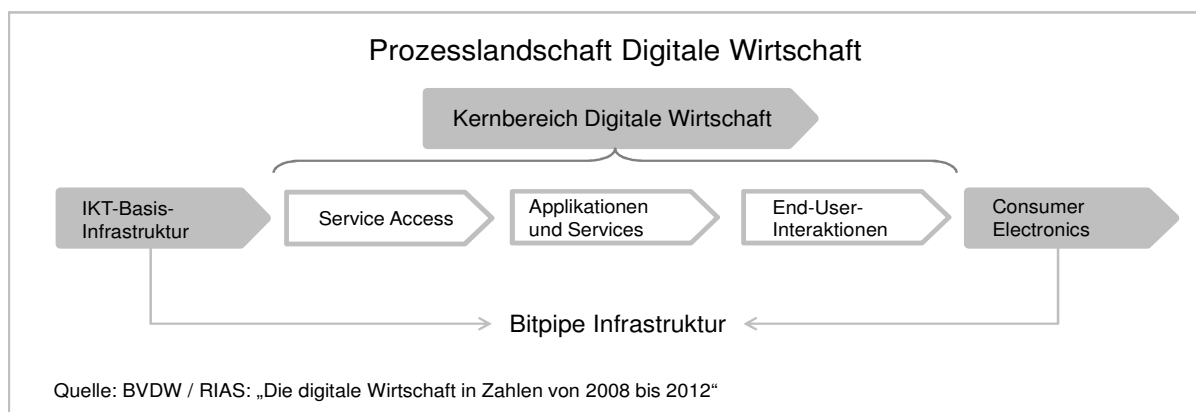 Prozesslandschaft Digitale Wirtschaft
Kernbereich Digitale Wirtschaft
IKT-Basis-
Infrastruktur
Service Access
Applikationen
und Services
End-User-
Interaktionen
Consumer
Electronics
Bitpipe Infrastruktur
Quelle: BVDW / RIAS: „Die digitale Wirtschaft in Zahlen von 2008 bis 2012“